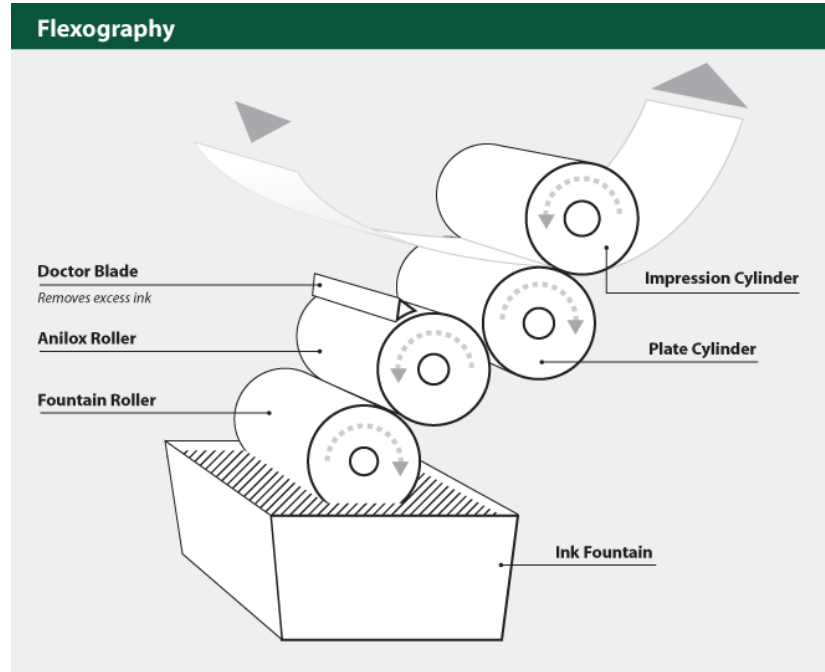 Flexography
Doctor Blade
Removes excess ink
Anilox Roller
Fountain Roller
Impression Cylinder
Plate Cylinder
Ink Fountain